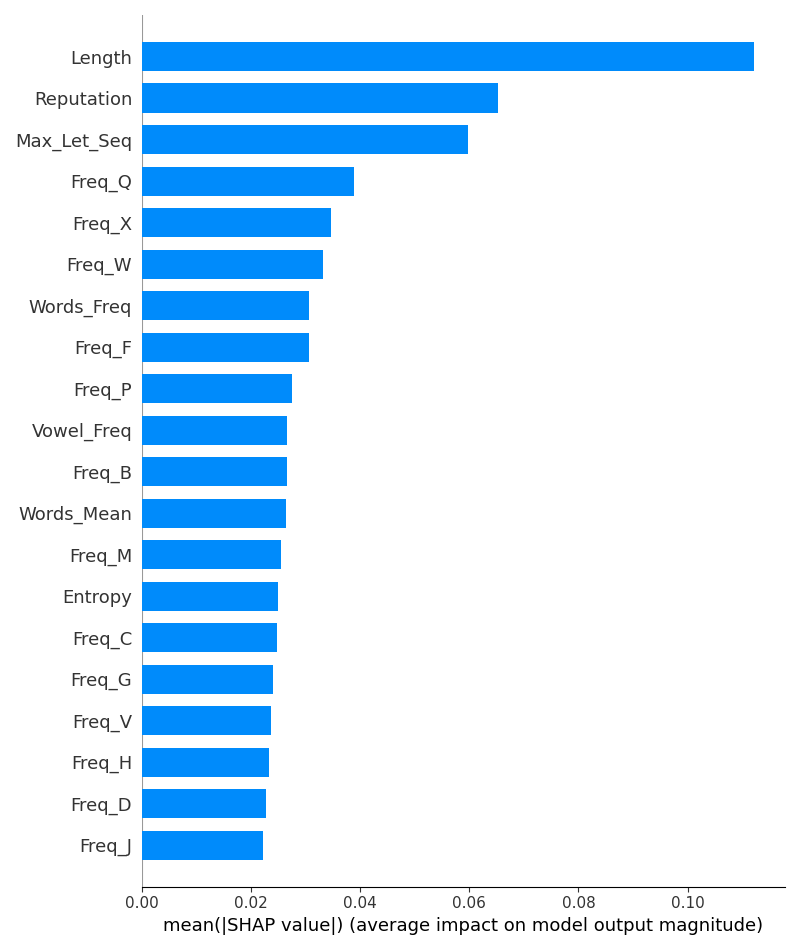 Length
Reputation
Max_Let_Seq
Freq_Q
Freq_X
Freq_W
Words_Freq
Freq_F
Freq_P
Vowel_Freq
Freq_B
Words_Mean
Freq_M
Entropy
Freq_C
Freq_G
Freq_V
Freq_H
Freq_D
Freq_J
0.00 0.02 0.04 0.06 0.08 0.10
mean(|SHAP value|) (average impact on model output magnitude)